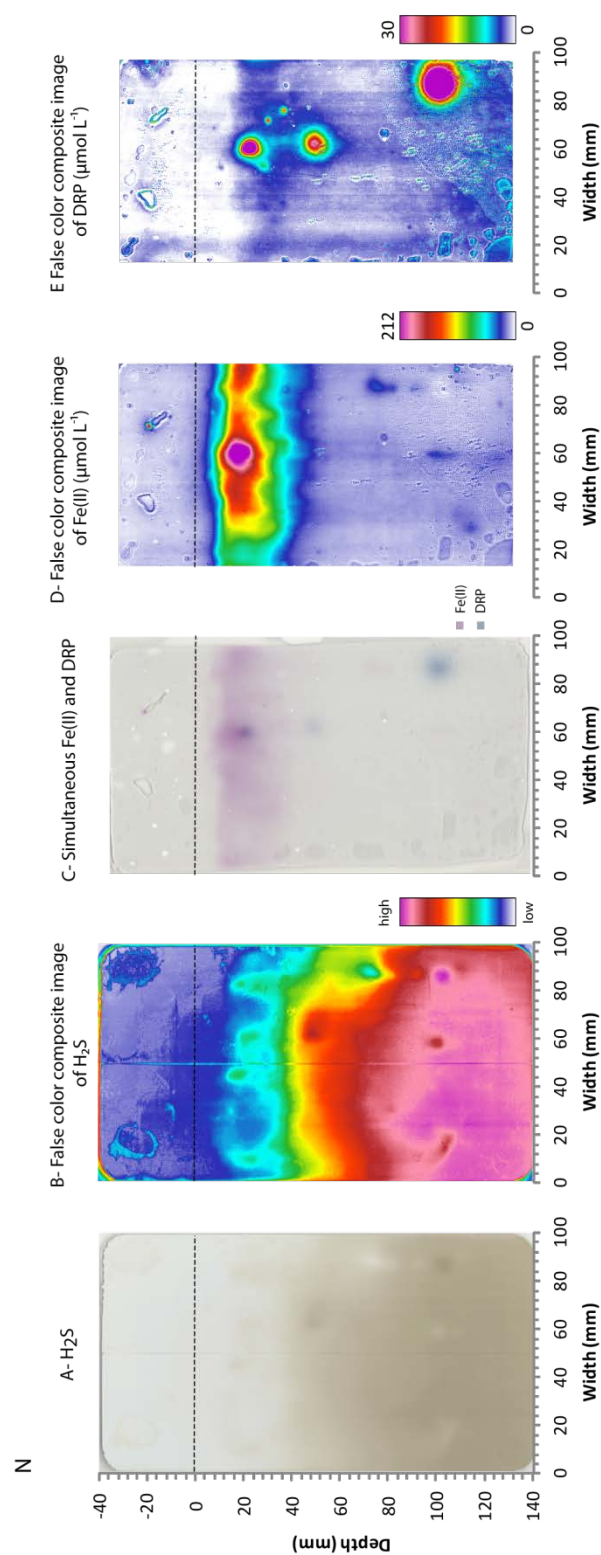 N
A- H₂S
B- False color composite image
of H₂S
C- Simultaneous Fe(II) and DRP
D- False color composite image
of Fe(II) (µmol L⁻¹)
E False color composite image
of DRP (µmol L⁻¹)
Depth (mm)
-40
-20
0
20
40
60
80
100
120
140
0 20 40 60 80 100
Width (mm)
high
low
0 20 40 60 80 100
Width (mm)
Fe(II)
DRP
0 20 40 60 80 100
Width (mm)
212
0
0 20 40 60 80 100
Width (mm)
30
0
0 20 40 60 80 100
Width (mm)